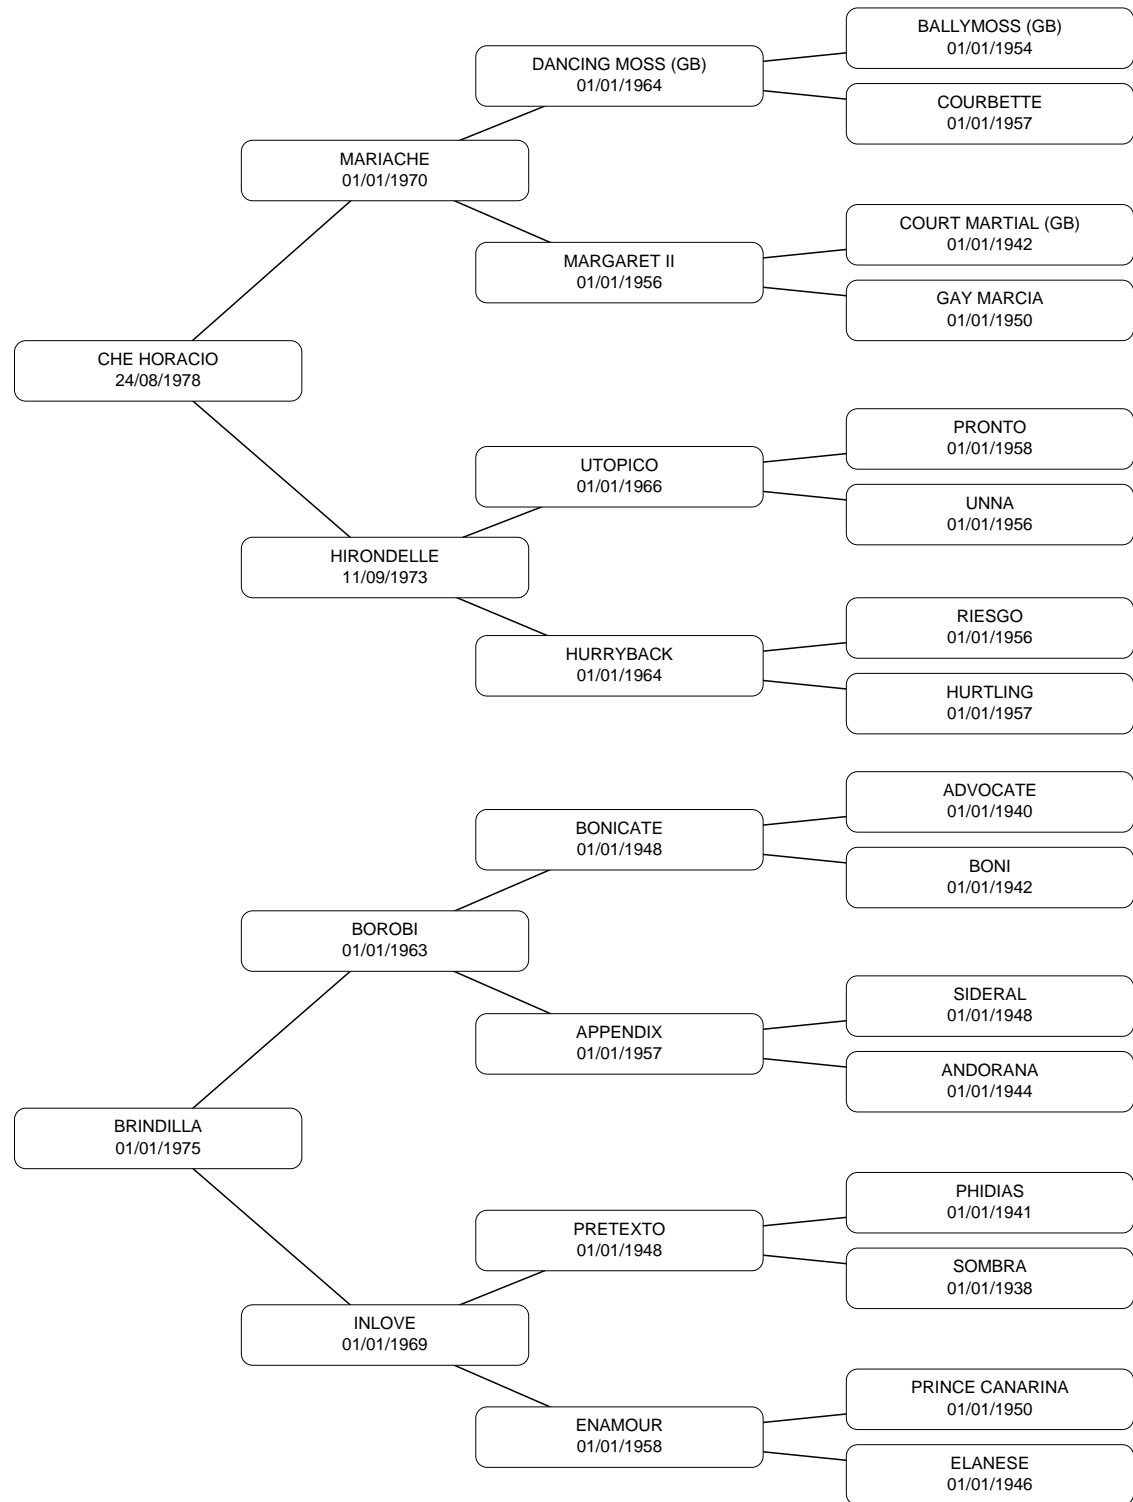 BALLYMOSS (GB)
01/01/1954
DANCING MOSS (GB)
01/01/1964
COURBETTE
01/01/1957
MARIACHE
01/01/1970
COURT MARTIAL (GB)
01/01/1942
MARGARET II
01/01/1956
GAY MARCIA
01/01/1950
CHE HORACIO
24/08/1978
PRONTO
01/01/1958
UTOPICO
01/01/1966
UNNA
01/01/1956
HIRONDELLE
11/09/1973
RIESGO
01/01/1956
HURRYBACK
01/01/1964
HURTLING
01/01/1957
ADVOCATE
01/01/1940
BONICATE
01/01/1948
BONI
01/01/1942
BOROBI
01/01/1963
SIDERAL
01/01/1948
APPENDIX
01/01/1957
ANDORANA
01/01/1944
BRINDILLA
01/01/1975
PHIDIAS
01/01/1941
PRETEXTO
01/01/1948
SOMBRA
01/01/1938
INLOVE
01/01/1969
PRINCE CANARINA
01/01/1950
ENAMOUR
01/01/1958
ELANESE
01/01/1946